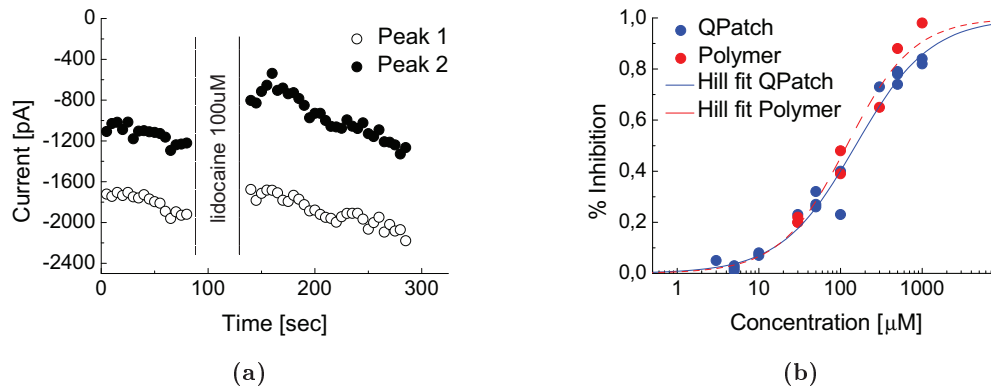 0
-400
-800
-1200
-1600
-2000
-2400
Current [pA]
Peak 1
Peak 2
lidocaine 100uM
0
100
200
300
Time [sec]
(a)
1,0
0,8
0,6
0,4
0,2
0,0
% Inhibition
QPatch
Polymer
Hill fit QPatch
Hill fit Polymer
1
10
100
1000
Concentration [μM]
(b)